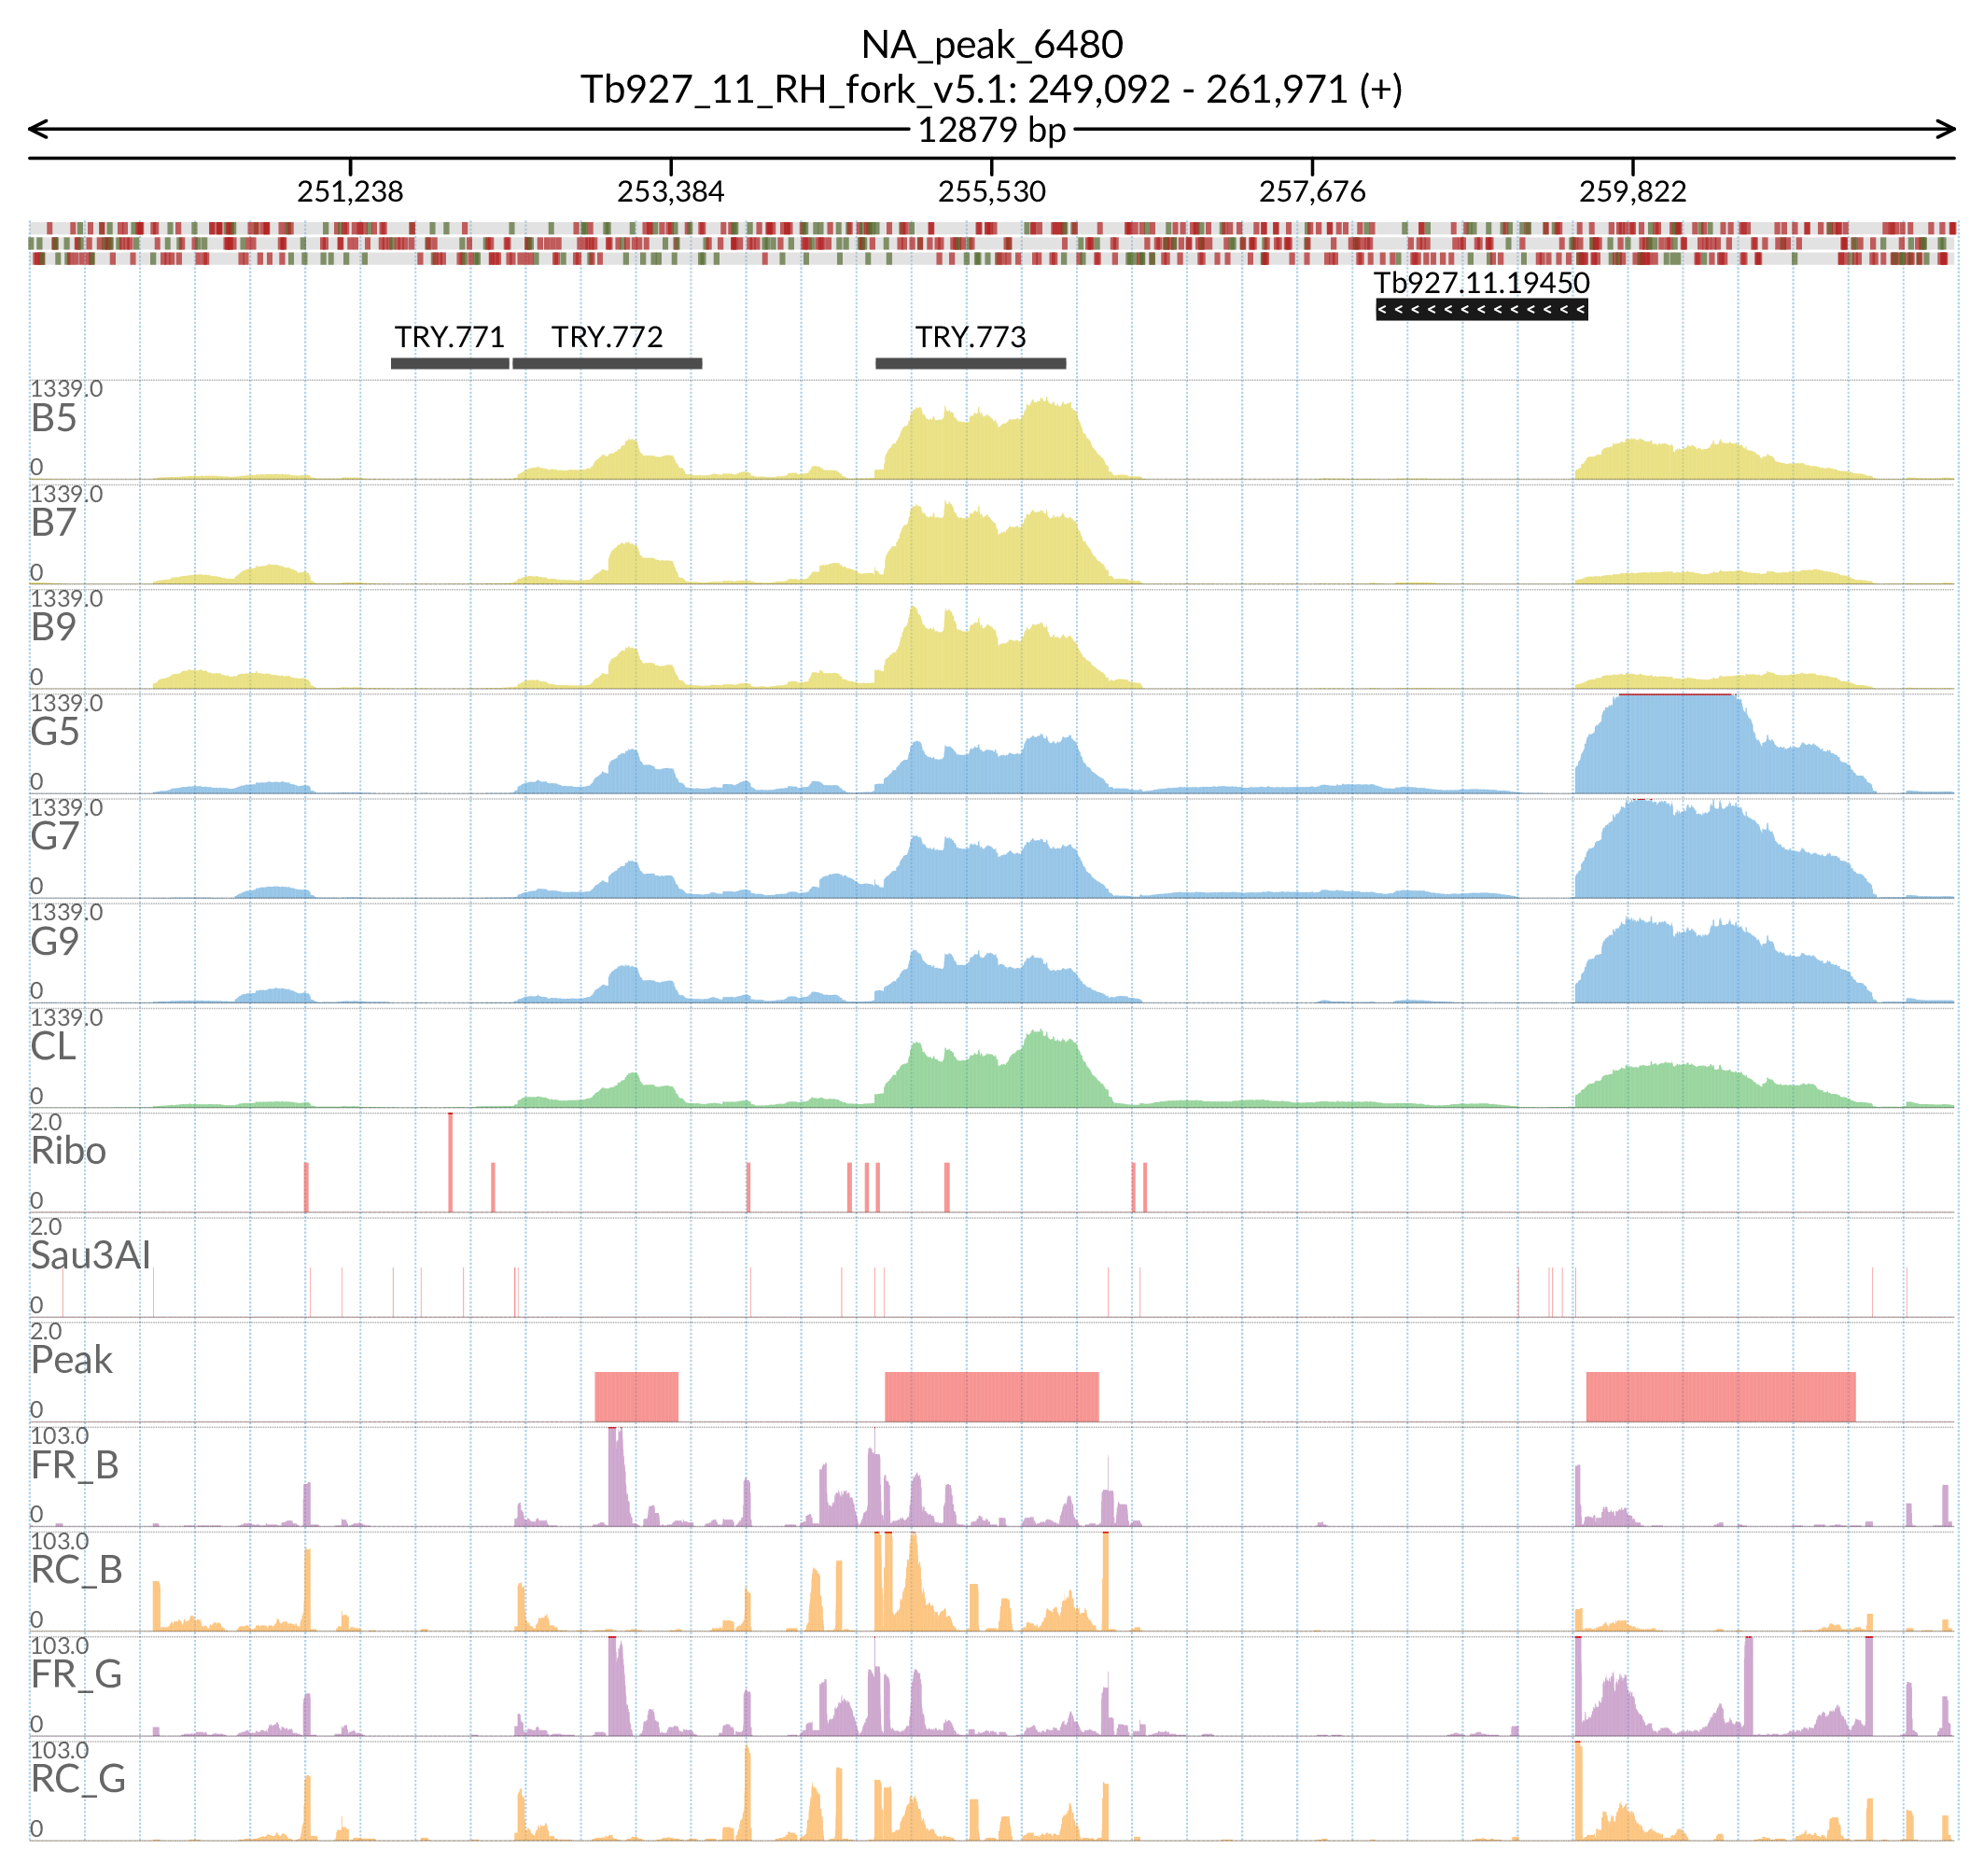 NA_peak_6480
Tb927_11_RH_fork_v5.1: 249,092 - 261,971 (+)
12879 bp
251,238 253,384 255,530 257,676 259,822
Tb927.11.19450
< < < < < < < < < < < < <
TRY.771 TRY.772 TRY.773
1339.0
B5
0
1339.0
B7
0
1339.0
B9
0
1339.0
G5
0
1339.0
G7
0
1339.0
G9
0
1339.0
CL
0
2.0
Ribo
0
2.0
Sau3AI
0
2.0
Peak
0
103.0
FR_B
0
103.0
RC_B
0
103.0
FR_G
0
103.0
RC_G
0